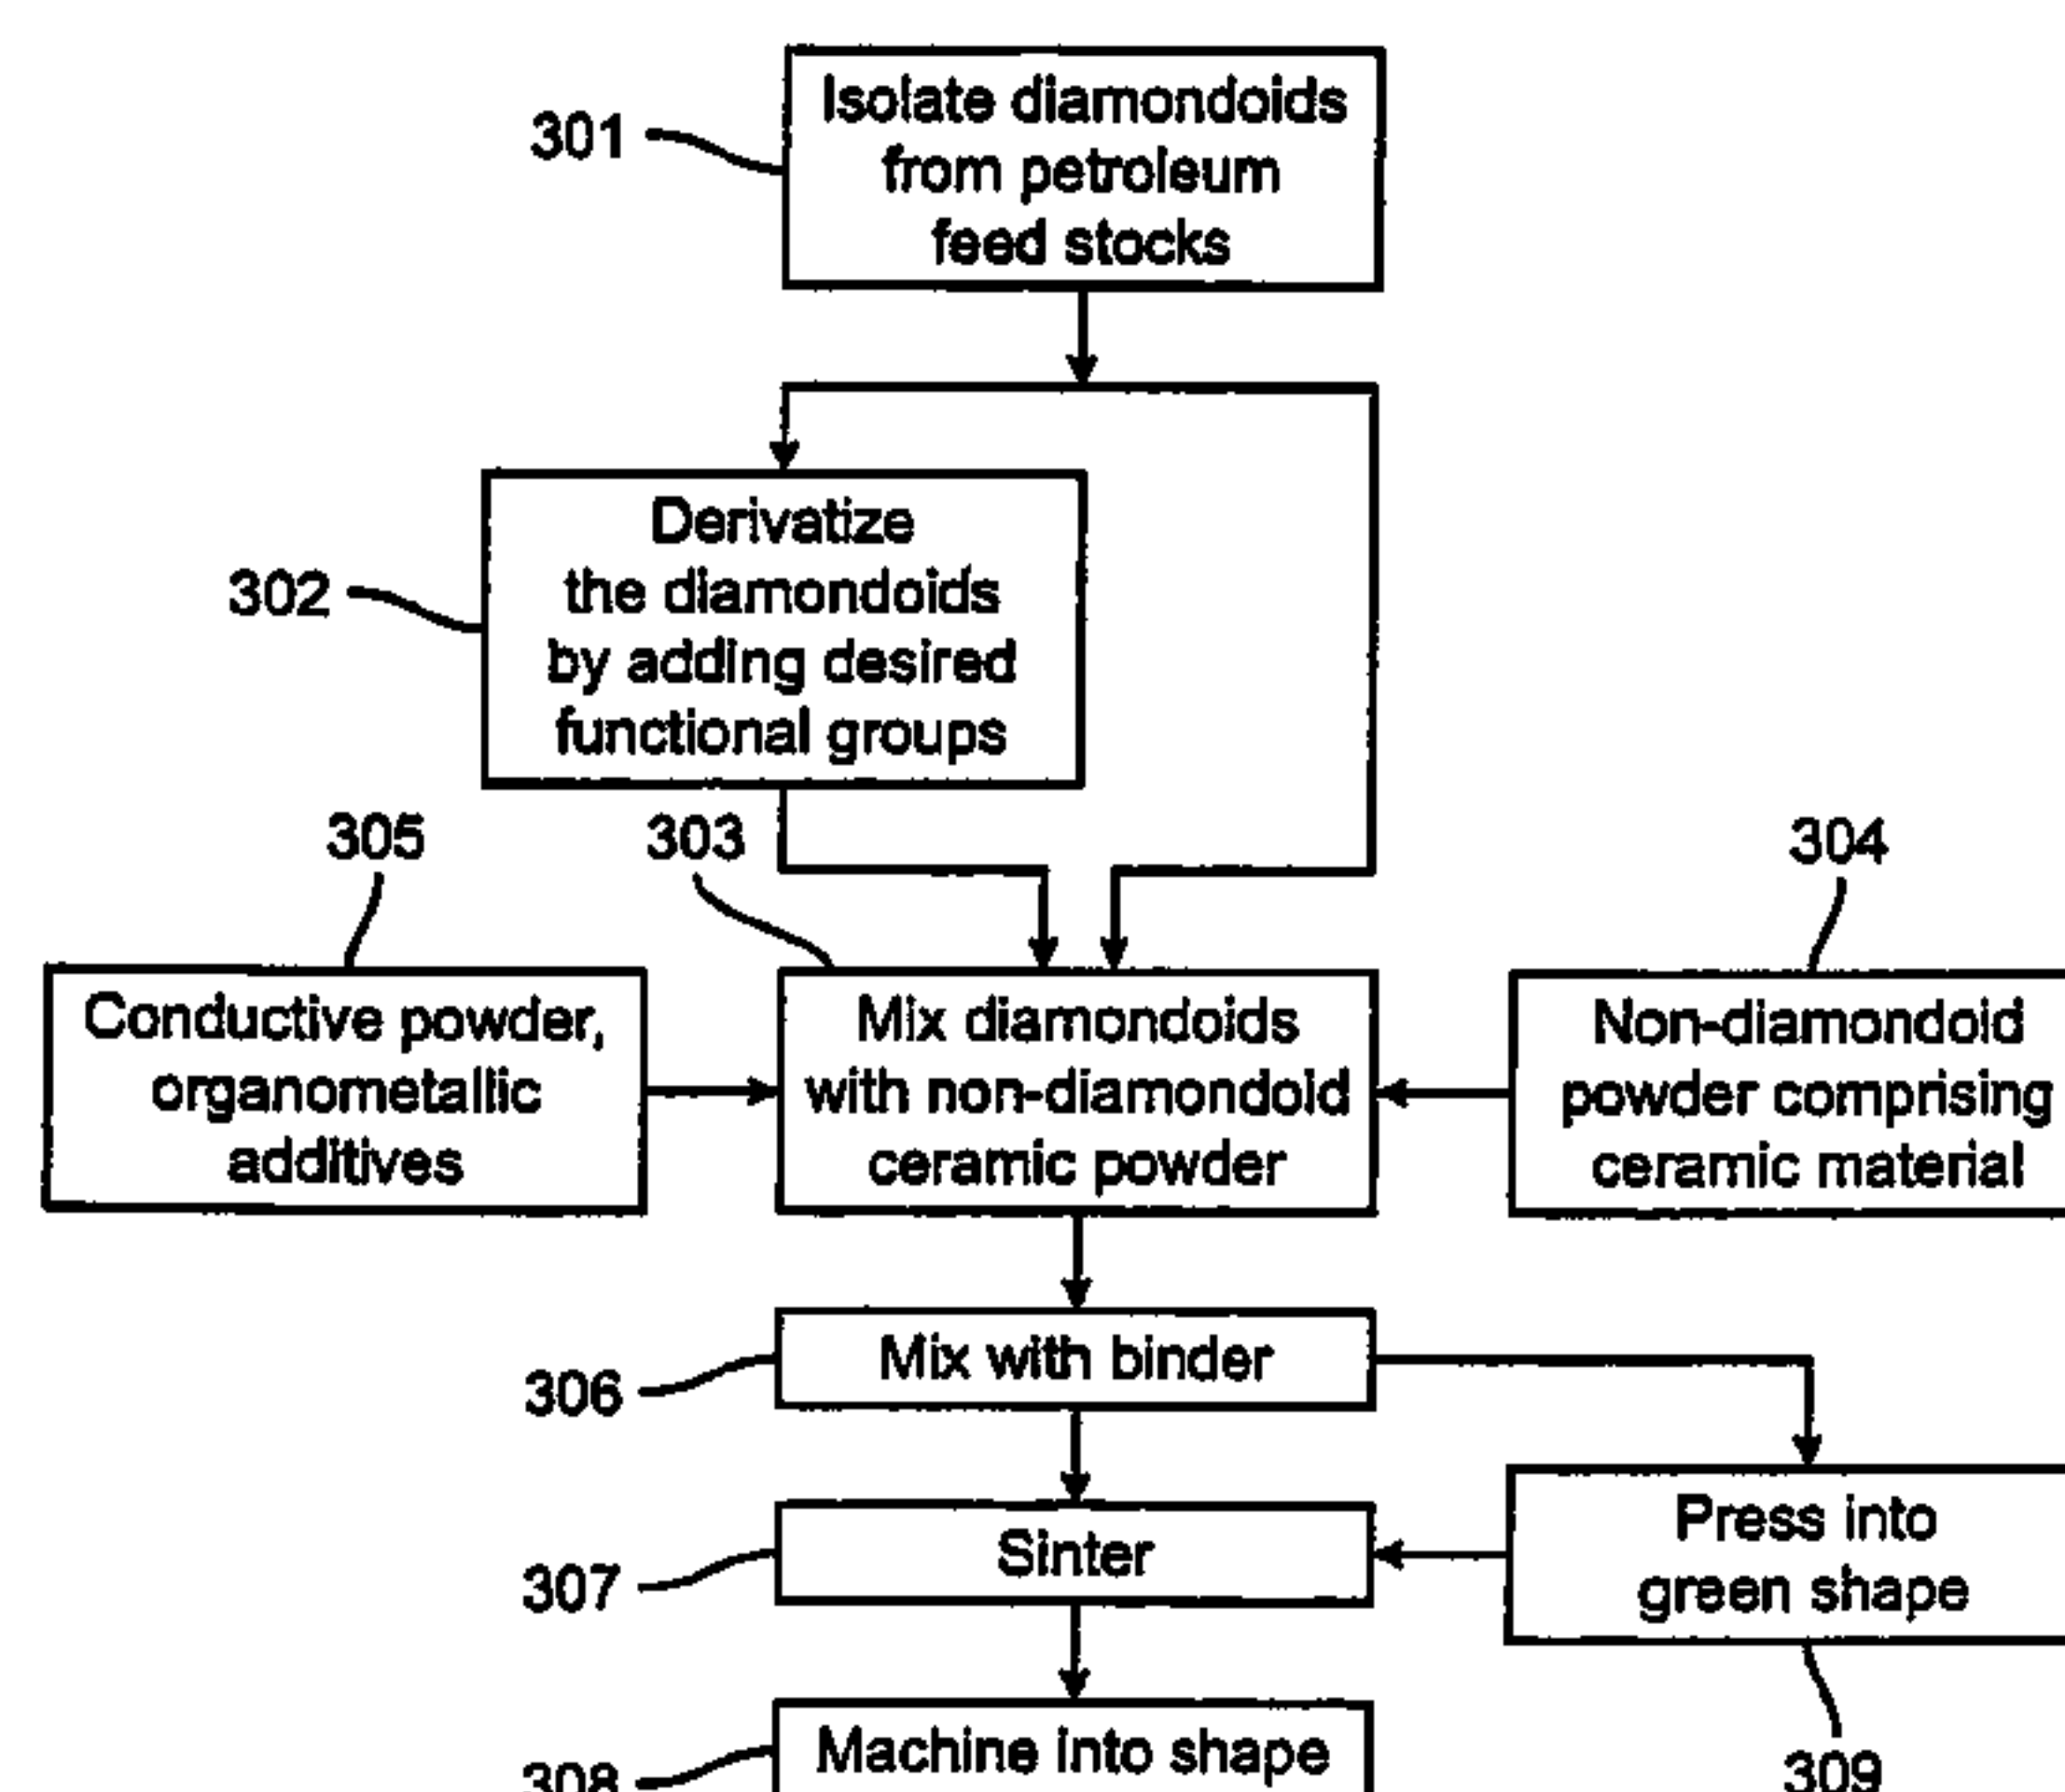 301
Isolate diamondoids
from petroleum
feed stocks
302
Derivatize
the diamondoids
by adding desired
functional groups
305
303
304
Conductive powder,
organometallic
additives
Mix diamondoids
with non-diamondoid
ceramic powder
Non-diamondoid
powder comprising
ceramic material
306
Mix with binder
307
Sinter
Press into
green shape
308
Machine into shape
309